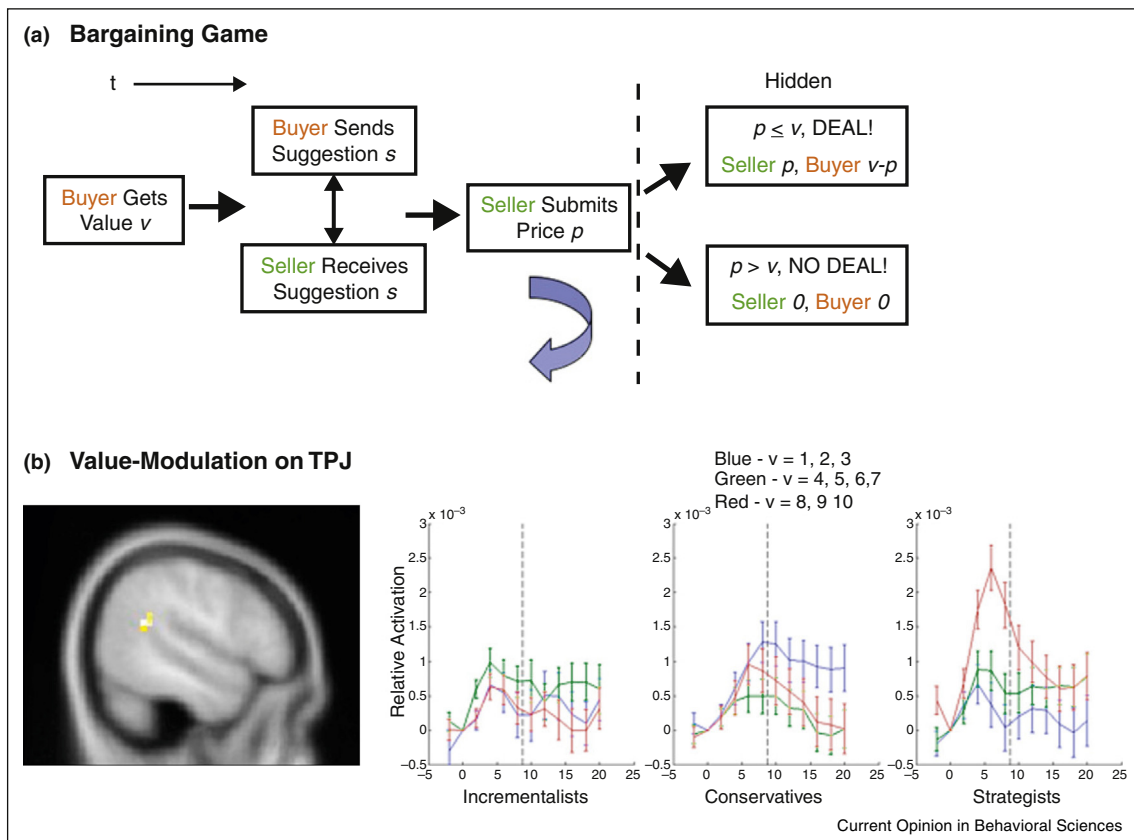 (a) Bargaining Game
t
Hidden
Buyer Sends
Suggestion s
p ≤ v, DEAL!
Seller p, Buyer v-p
Buyer Gets
Value v
Seller Submits
Price p
Seller Receives
Suggestion s
p > v, NO DEAL!
Seller 0, Buyer 0
(b) Value-Modulation on TPJ
Blue - v = 1, 2, 3
Green - v = 4, 5, 6,7
Red - v = 8, 9 10
Relative Activation
x 10⁻³
3
2.5
2
1.5
1
0.5
0
−0.5
−5 0 5 10 15 20 25
Incrementalists
x 10⁻³
3
2.5
2
1.5
1
0.5
0
−0.5
−5 0 5 10 15 20 25
Conservatives
x 10⁻³
3
2.5
2
1.5
1
0.5
0
−0.5
−5 0 5 10 15 20 25
Strategists
Current Opinion in Behavioral Sciences